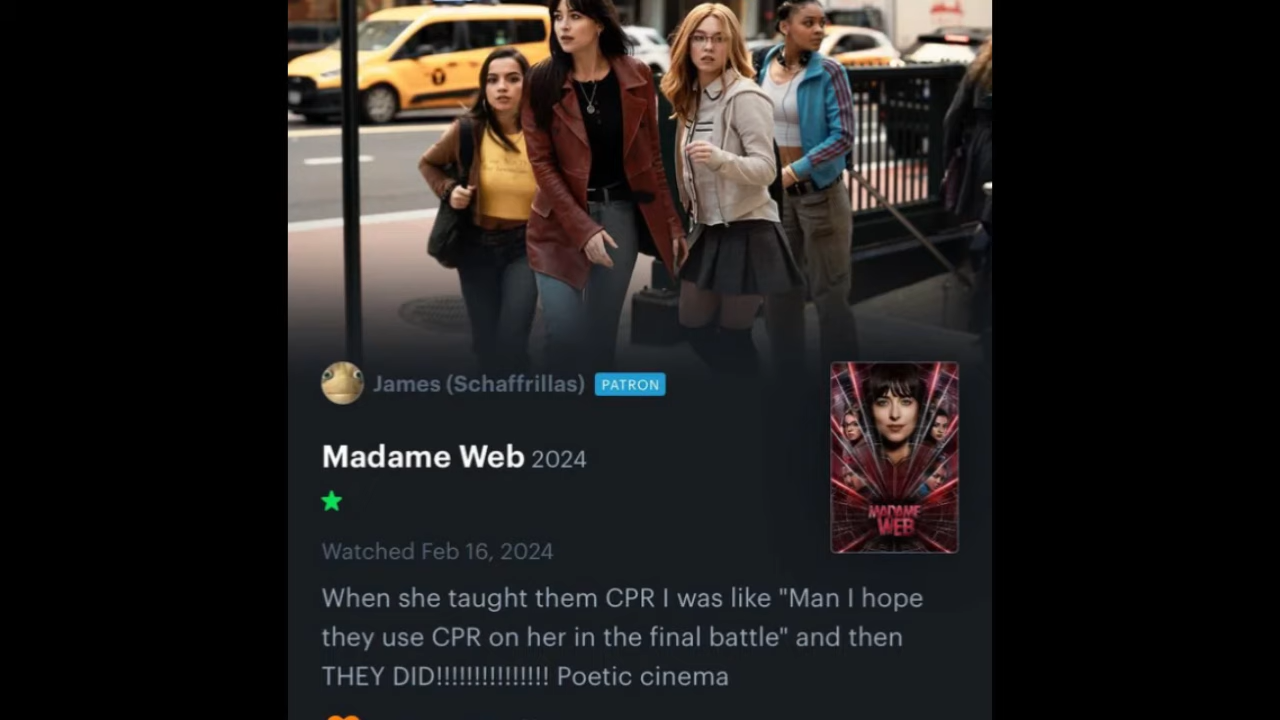 James (Schaffrillas) PATRON
Madame Web 2024
MADAME
WEB
Watched Feb 16, 2024
When she taught them CPR I was like "Man I hope
they use CPR on her in the final battle" and then
THEY DID!!!!!!!!!!!!!!! Poetic cinema